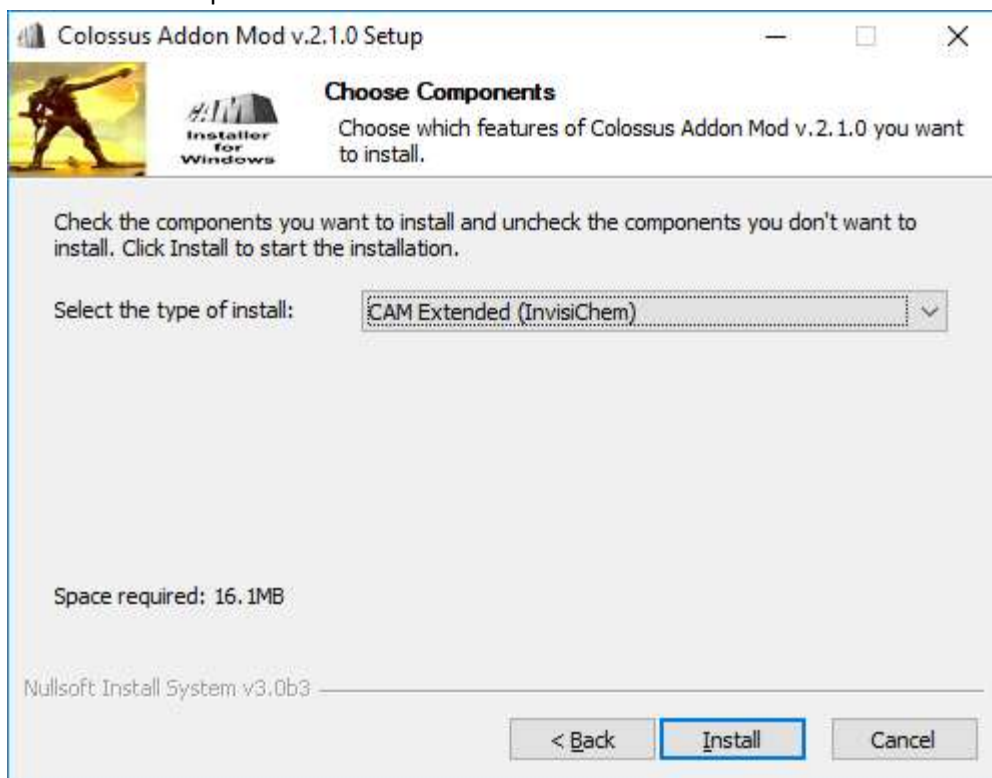 Colossus Addon Mod v.2.1.0 Setup
Installer
for
Windows
Choose Components
Choose which features of Colossus Addon Mod v.2.1.0 you want
to install.
Check the components you want to install and uncheck the components you don't want to
install. Click Install to start the installation.
Select the type of install:
CAM Extended (InvisiChem)
Space required: 16.1MB
Nullsoft Install System v3.0b3
< Back
Install
Cancel